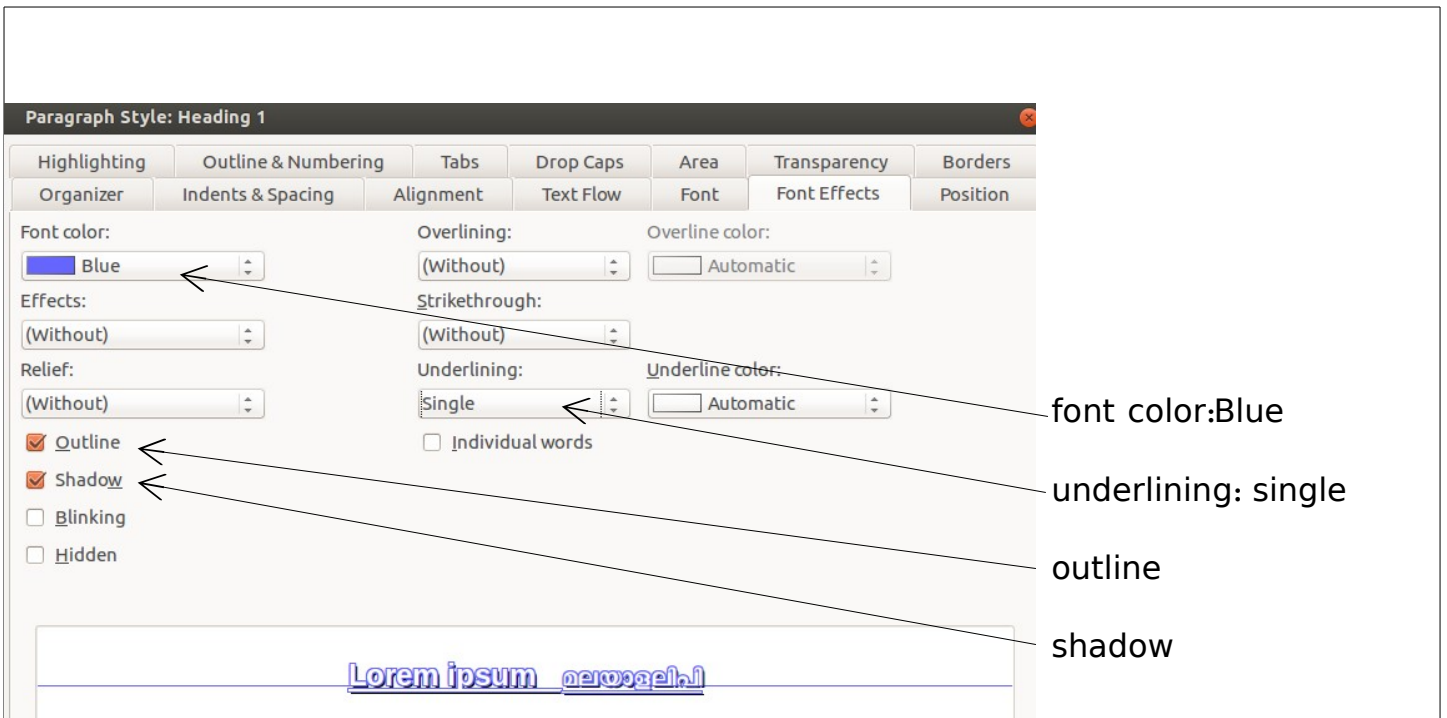 Paragraph Style: Heading 1
Highlighting Outline & Numbering Tabs Drop Caps Area Transparency Borders
Organizer Indents & Spacing Alignment Text Flow Font Font Effects Position
Font color: Overlining: Overline color:
Blue (Without) Automatic
Effects: Strikethrough:
(Without) (Without)
Relief: Underlining: Underline color:
(Without) Single Automatic
font color:Blue
Outline Individual words
Shadow
underlining: single
Blinking
Hidden
outline
shadow
Lorem ipsum മലയാളലിപി